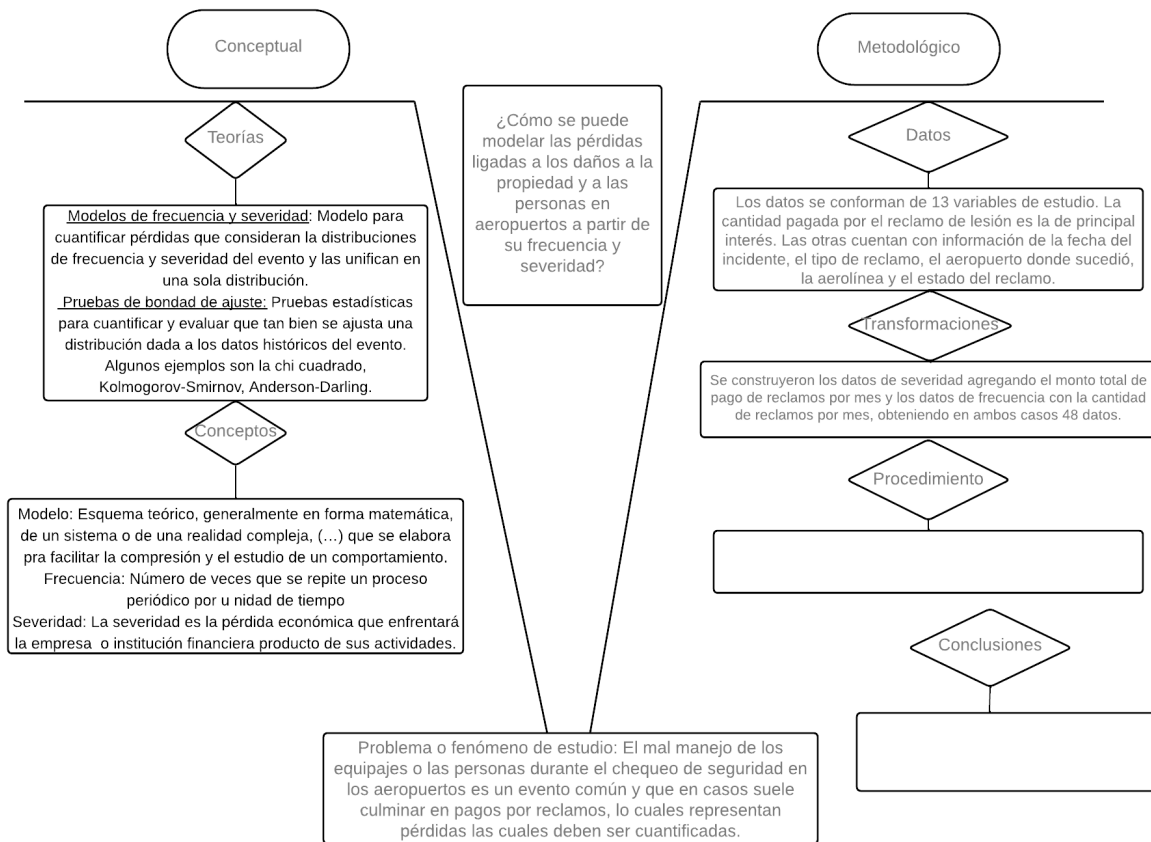 Conceptual
Teorías
Modelos de frecuencia y severidad: Modelo para
cuantificar pérdidas que consideran la distribuciones
de frecuencia y severidad del evento y las unifican en
una sola distribución.
Pruebas de bondad de ajuste: Pruebas estadísticas
para cuantificar y evaluar que tan bien se ajusta una
distribución dada a los datos históricos del evento.
Algunos ejemplos son la chi cuadrado,
Kolmogorov-Smirnov, Anderson-Darling.
Conceptos
Modelo: Esquema teórico, generalmente en forma matemática,
de un sistema o de una realidad compleja, (…) que se elabora
pra facilitar la compresión y el estudio de un comportamiento.
Frecuencia: Número de veces que se repite un proceso
periódico por u nidad de tiempo
Severidad: La severidad es la pérdida económica que enfrentará
la empresa o institución financiera producto de sus actividades.
¿Cómo se puede
modelar las pérdidas
ligadas a los daños a la
propiedad y a las
personas en
aeropuertos a partir de
su frecuencia y
severidad?
Metodológico
Datos
Los datos se conforman de 13 variables de estudio. La
cantidad pagada por el reclamo de lesión es la de principal
interés. Las otras cuentan con información de la fecha del
incidente, el tipo de reclamo, el aeropuerto donde sucedió,
la aerolínea y el estado del reclamo.
Transformaciones
Se construyeron los datos de severidad agregando el monto total de
pago de reclamos por mes y los datos de frecuencia con la cantidad
de reclamos por mes, obteniendo en ambos casos 48 datos.
Procedimiento
Conclusiones
Problema o fenómeno de estudio: El mal manejo de los
equipajes o las personas durante el chequeo de seguridad en
los aeropuertos es un evento común y que en casos suele
culminar en pagos por reclamos, lo cuales representan
pérdidas las cuales deben ser cuantificadas.